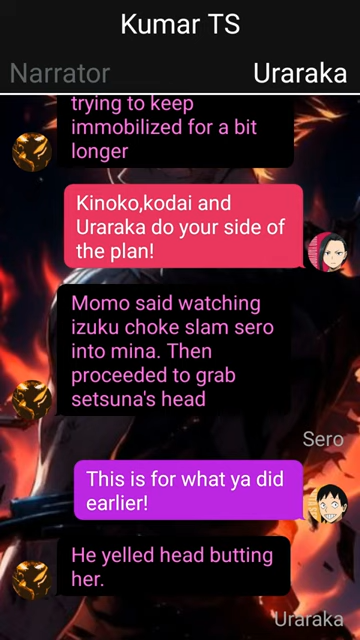 Kumar TS
Narrator
Uraraka
trying to keep
immobilized for a bit
longer
Kinoko,kodai and
Uraraka do your side of
the plan!
Momo said watching
izuku choke slam sero
into mina. Then
proceeded to grab
setsuna's head
Sero
This is for what ya did
earlier!
He yelled head butting
her.
Uraraka